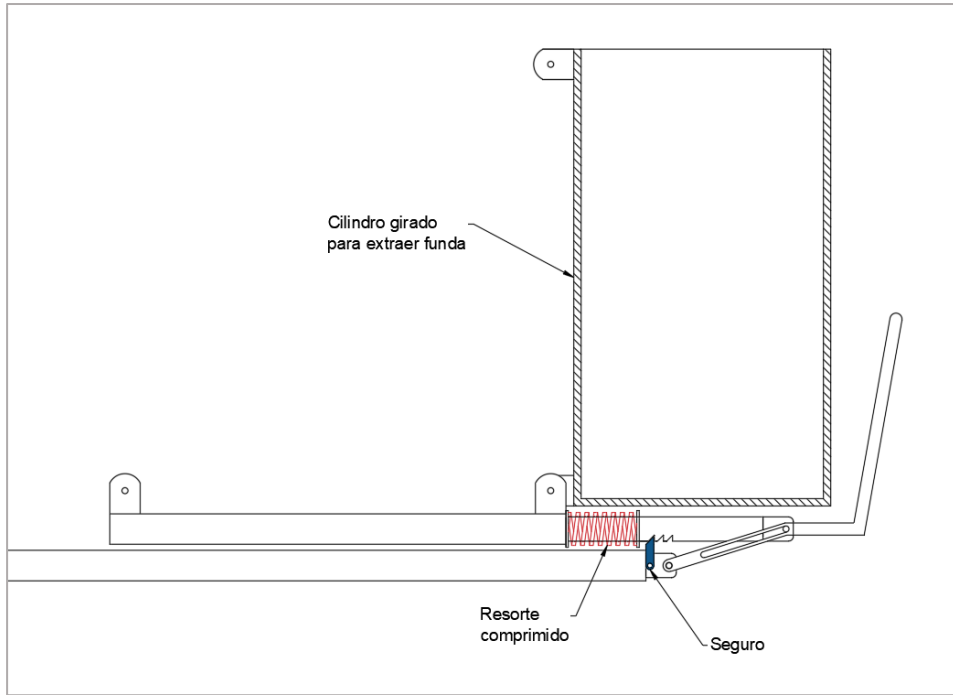 Cilindro girado
para extraer funda
Resorte
comprimido
Seguro